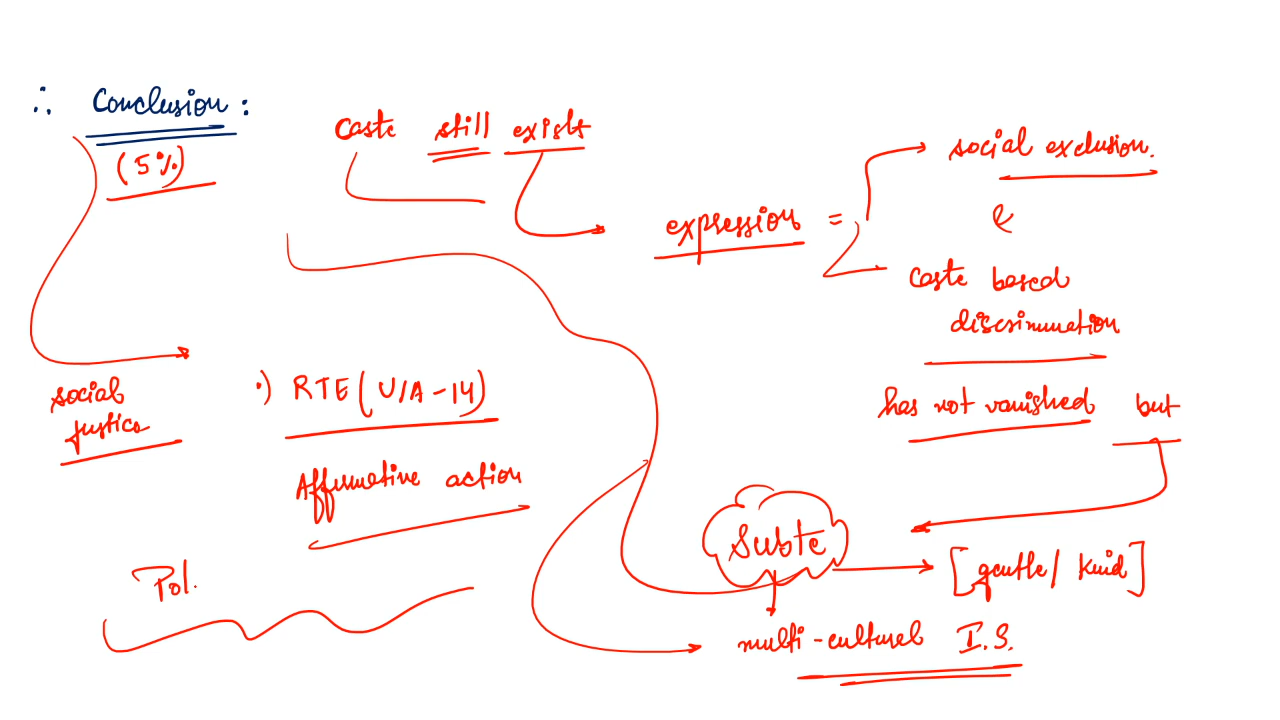 ∴ Conclusion :
(5%)
Caste still exists
expression =
social exclusion.
&
Caste based
discrimination
has not vanished but
Subtle
[gentle/ kind]
multi-cultural I.S.
social
justice
•) RTE (U/A-14)
Affirmative action
Pol.